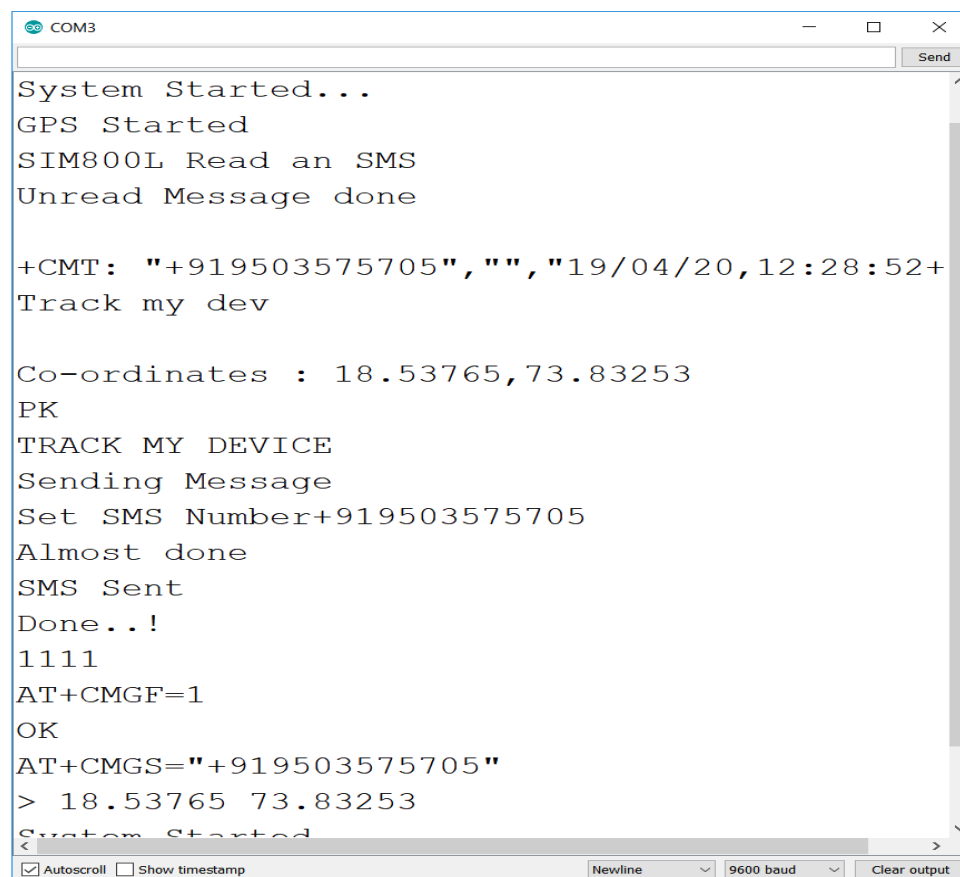 COM3
Send
System Started...
GPS Started
SIM800L Read an SMS
Unread Message done
+CMT: "+919503575705","","19/04/20,12:28:52+
Track my dev
Co-ordinates : 18.53765,73.83253
PK
TRACK MY DEVICE
Sending Message
Set SMS Number+919503575705
Almost done
SMS Sent
Done..!
1111
AT+CMGF=1
OK
AT+CMGS="+919503575705"
> 18.53765 73.83253
System Started
Autoscroll Show timestamp Newline 9600 baud Clear output